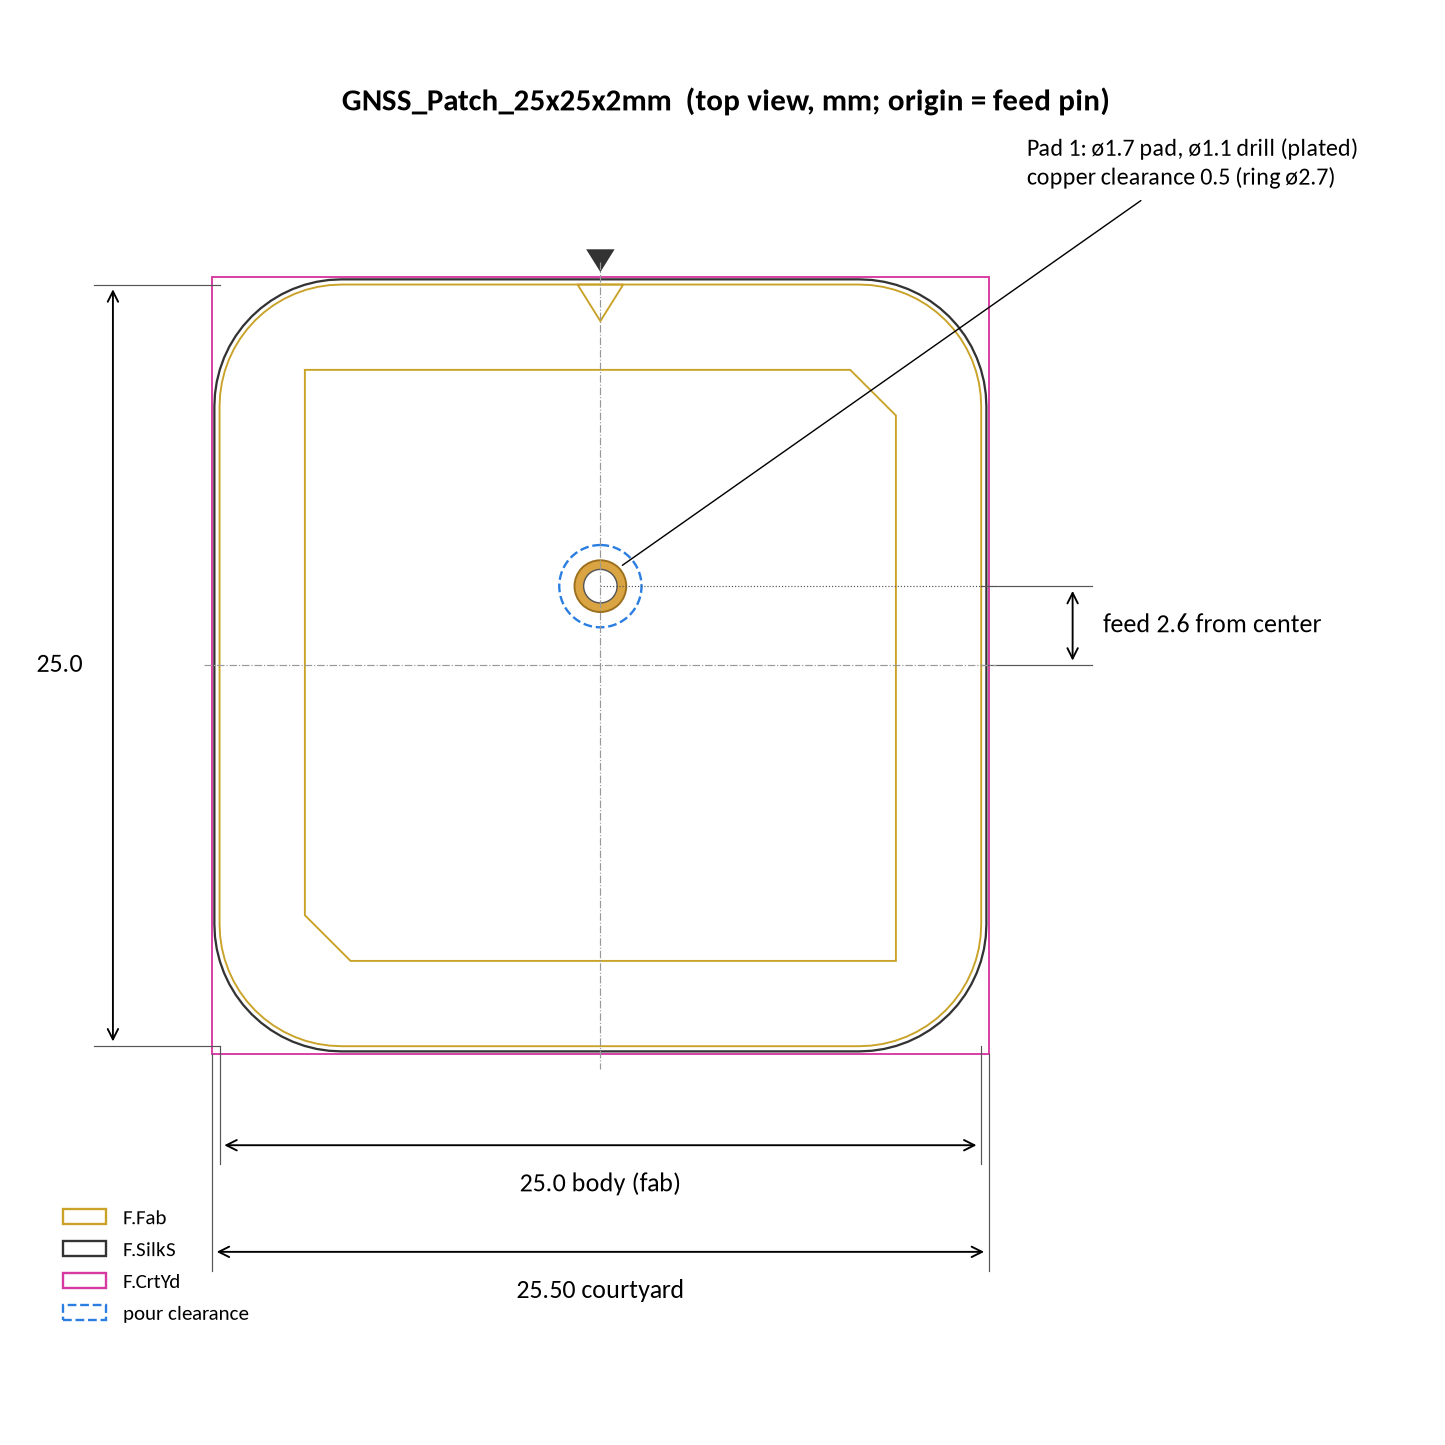 GNSS_Patch_25x25x2mm (top view, mm; origin = feed pin)
Pad 1: ø1.7 pad, ø1.1 drill (plated)
copper clearance 0.5 (ring ø2.7)
feed 2.6 from center
25.0
25.0 body (fab)
25.50 courtyard
F.Fab
F.SilkS
F.CrtYd
pour clearance